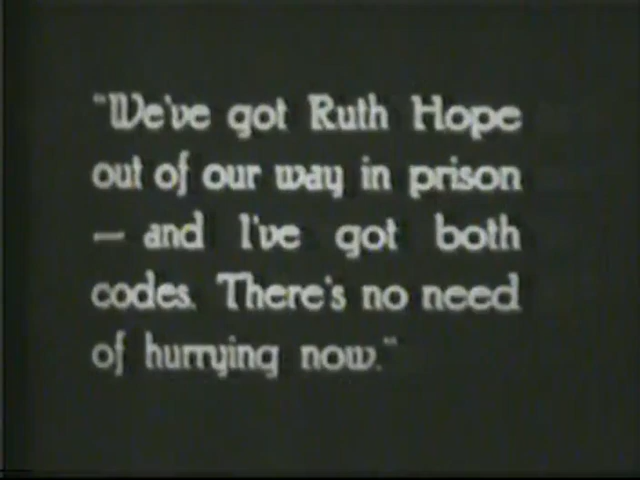 "We've got Ruth Hope
out of our way in prison
— and I've got both
codes. There's no need
of hurrying now."